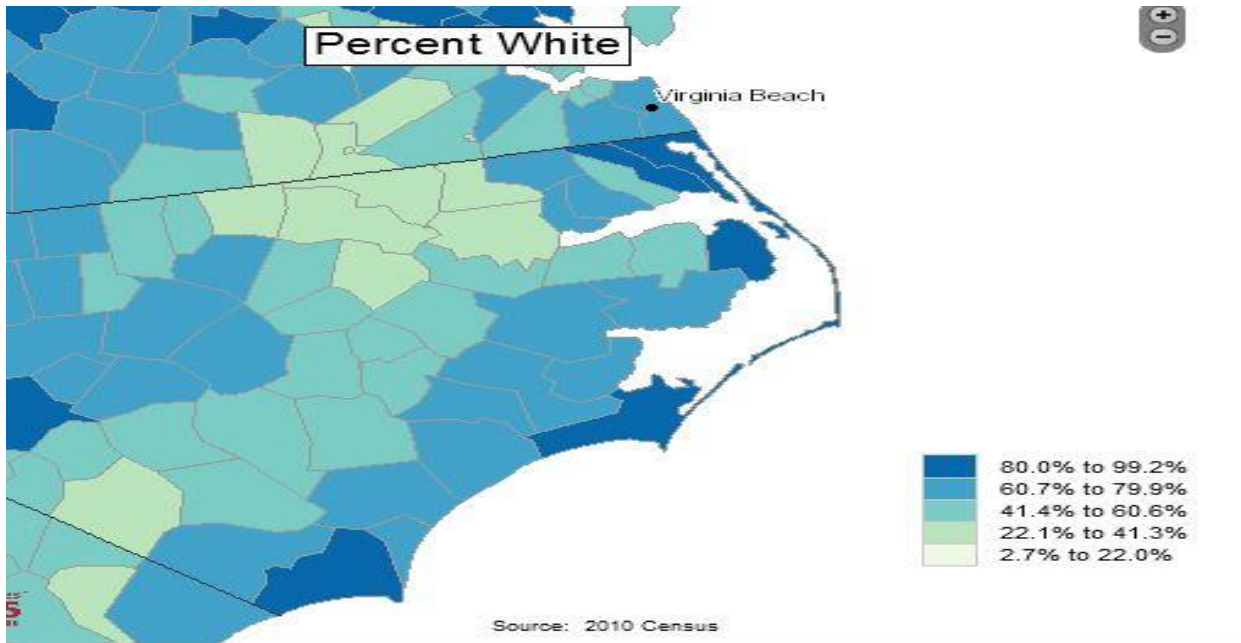 Percent White
Virginia Beach
80.0% to 99.2%
60.7% to 79.9%
41.4% to 60.6%
22.1% to 41.3%
2.7% to 22.0%
Source: 2010 Census